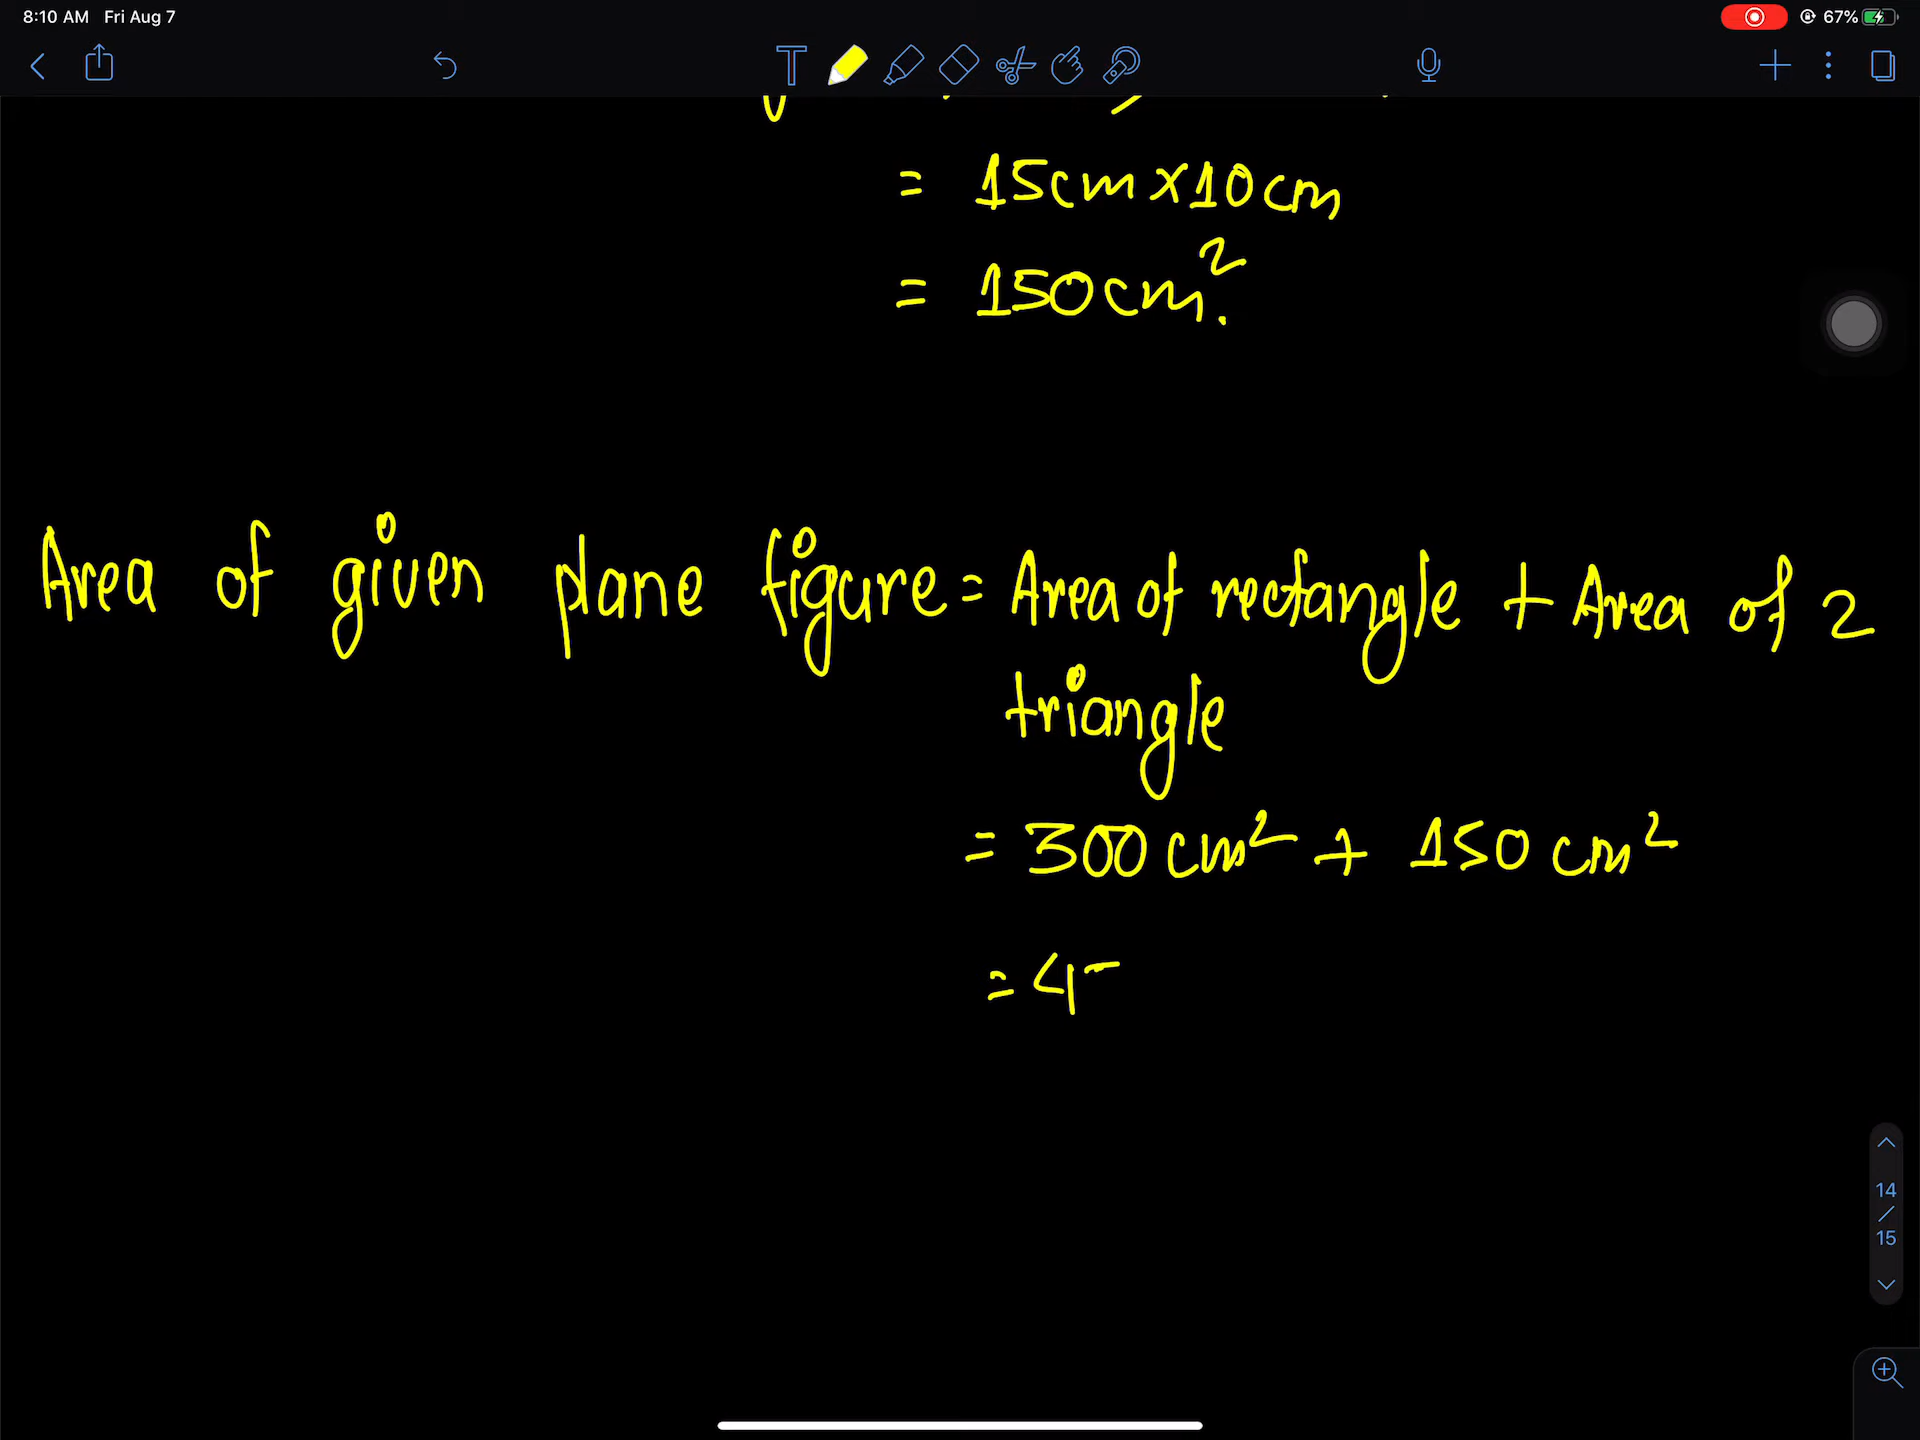 8:10 AM Fri Aug 7
67%
= 15cm×10cm
= 150cm².
Area of given plane figure = Area of rectangle + Area of 2
triangle
= 300 cm² + 150 cm²
= 4
14
/
15